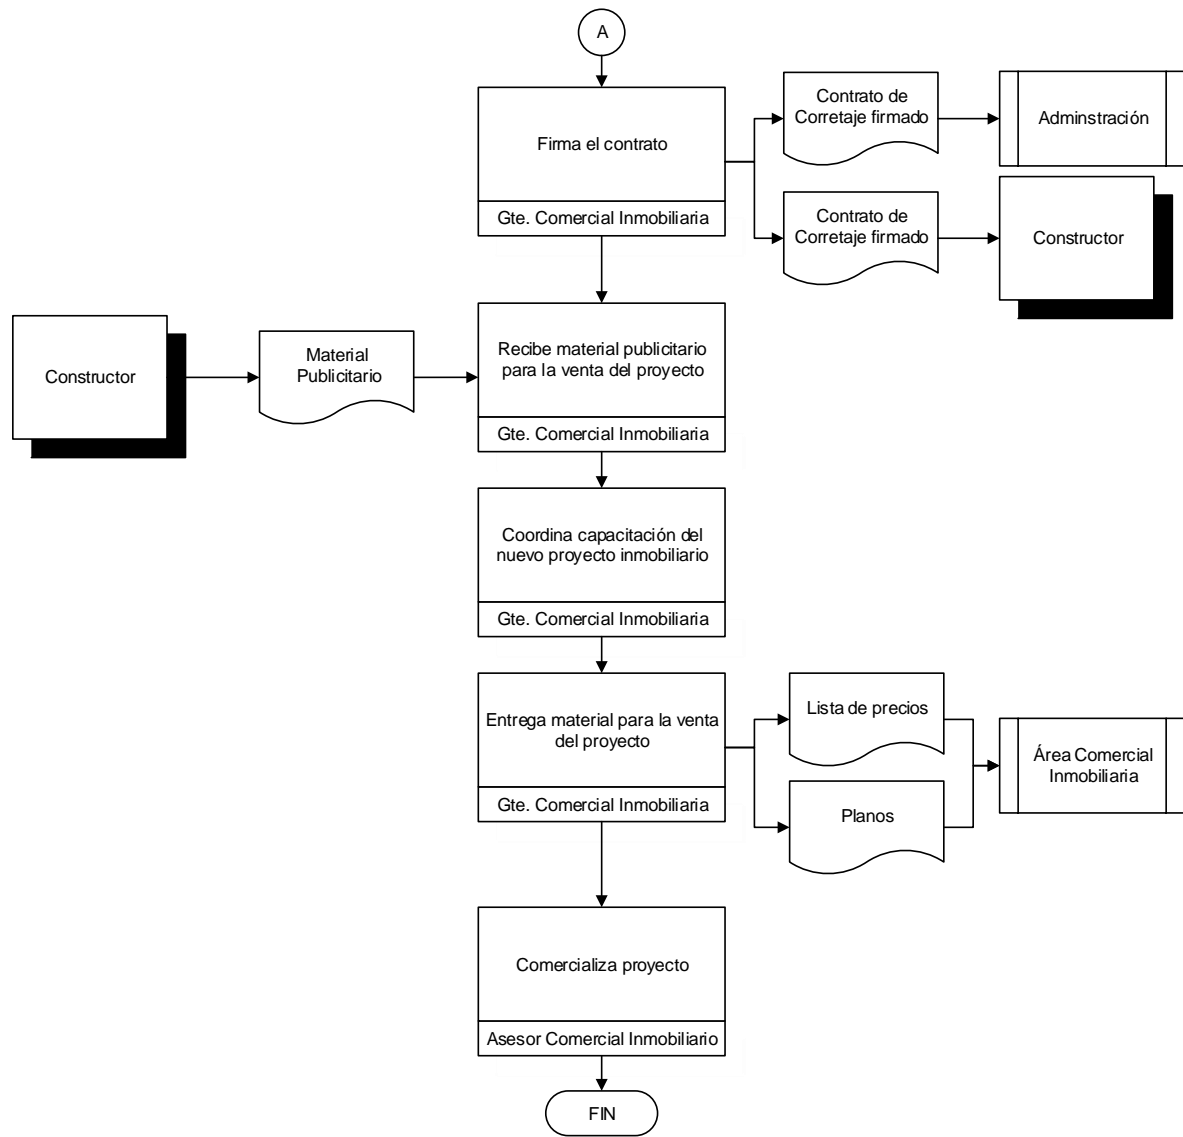 A
Firma el contrato
Gte. Comercial Inmobiliaria
Contrato de
Corretaje firmado
Adminstración
Contrato de
Corretaje firmado
Constructor
Constructor
Material
Publicitario
Recibe material publicitario
para la venta del proyecto
Gte. Comercial Inmobiliaria
Coordina capacitación del
nuevo proyecto inmobiliario
Gte. Comercial Inmobiliaria
Entrega material para la venta
del proyecto
Gte. Comercial Inmobiliaria
Lista de precios
Planos
Área Comercial
Inmobiliaria
Comercializa proyecto
Asesor Comercial Inmobiliario
FIN